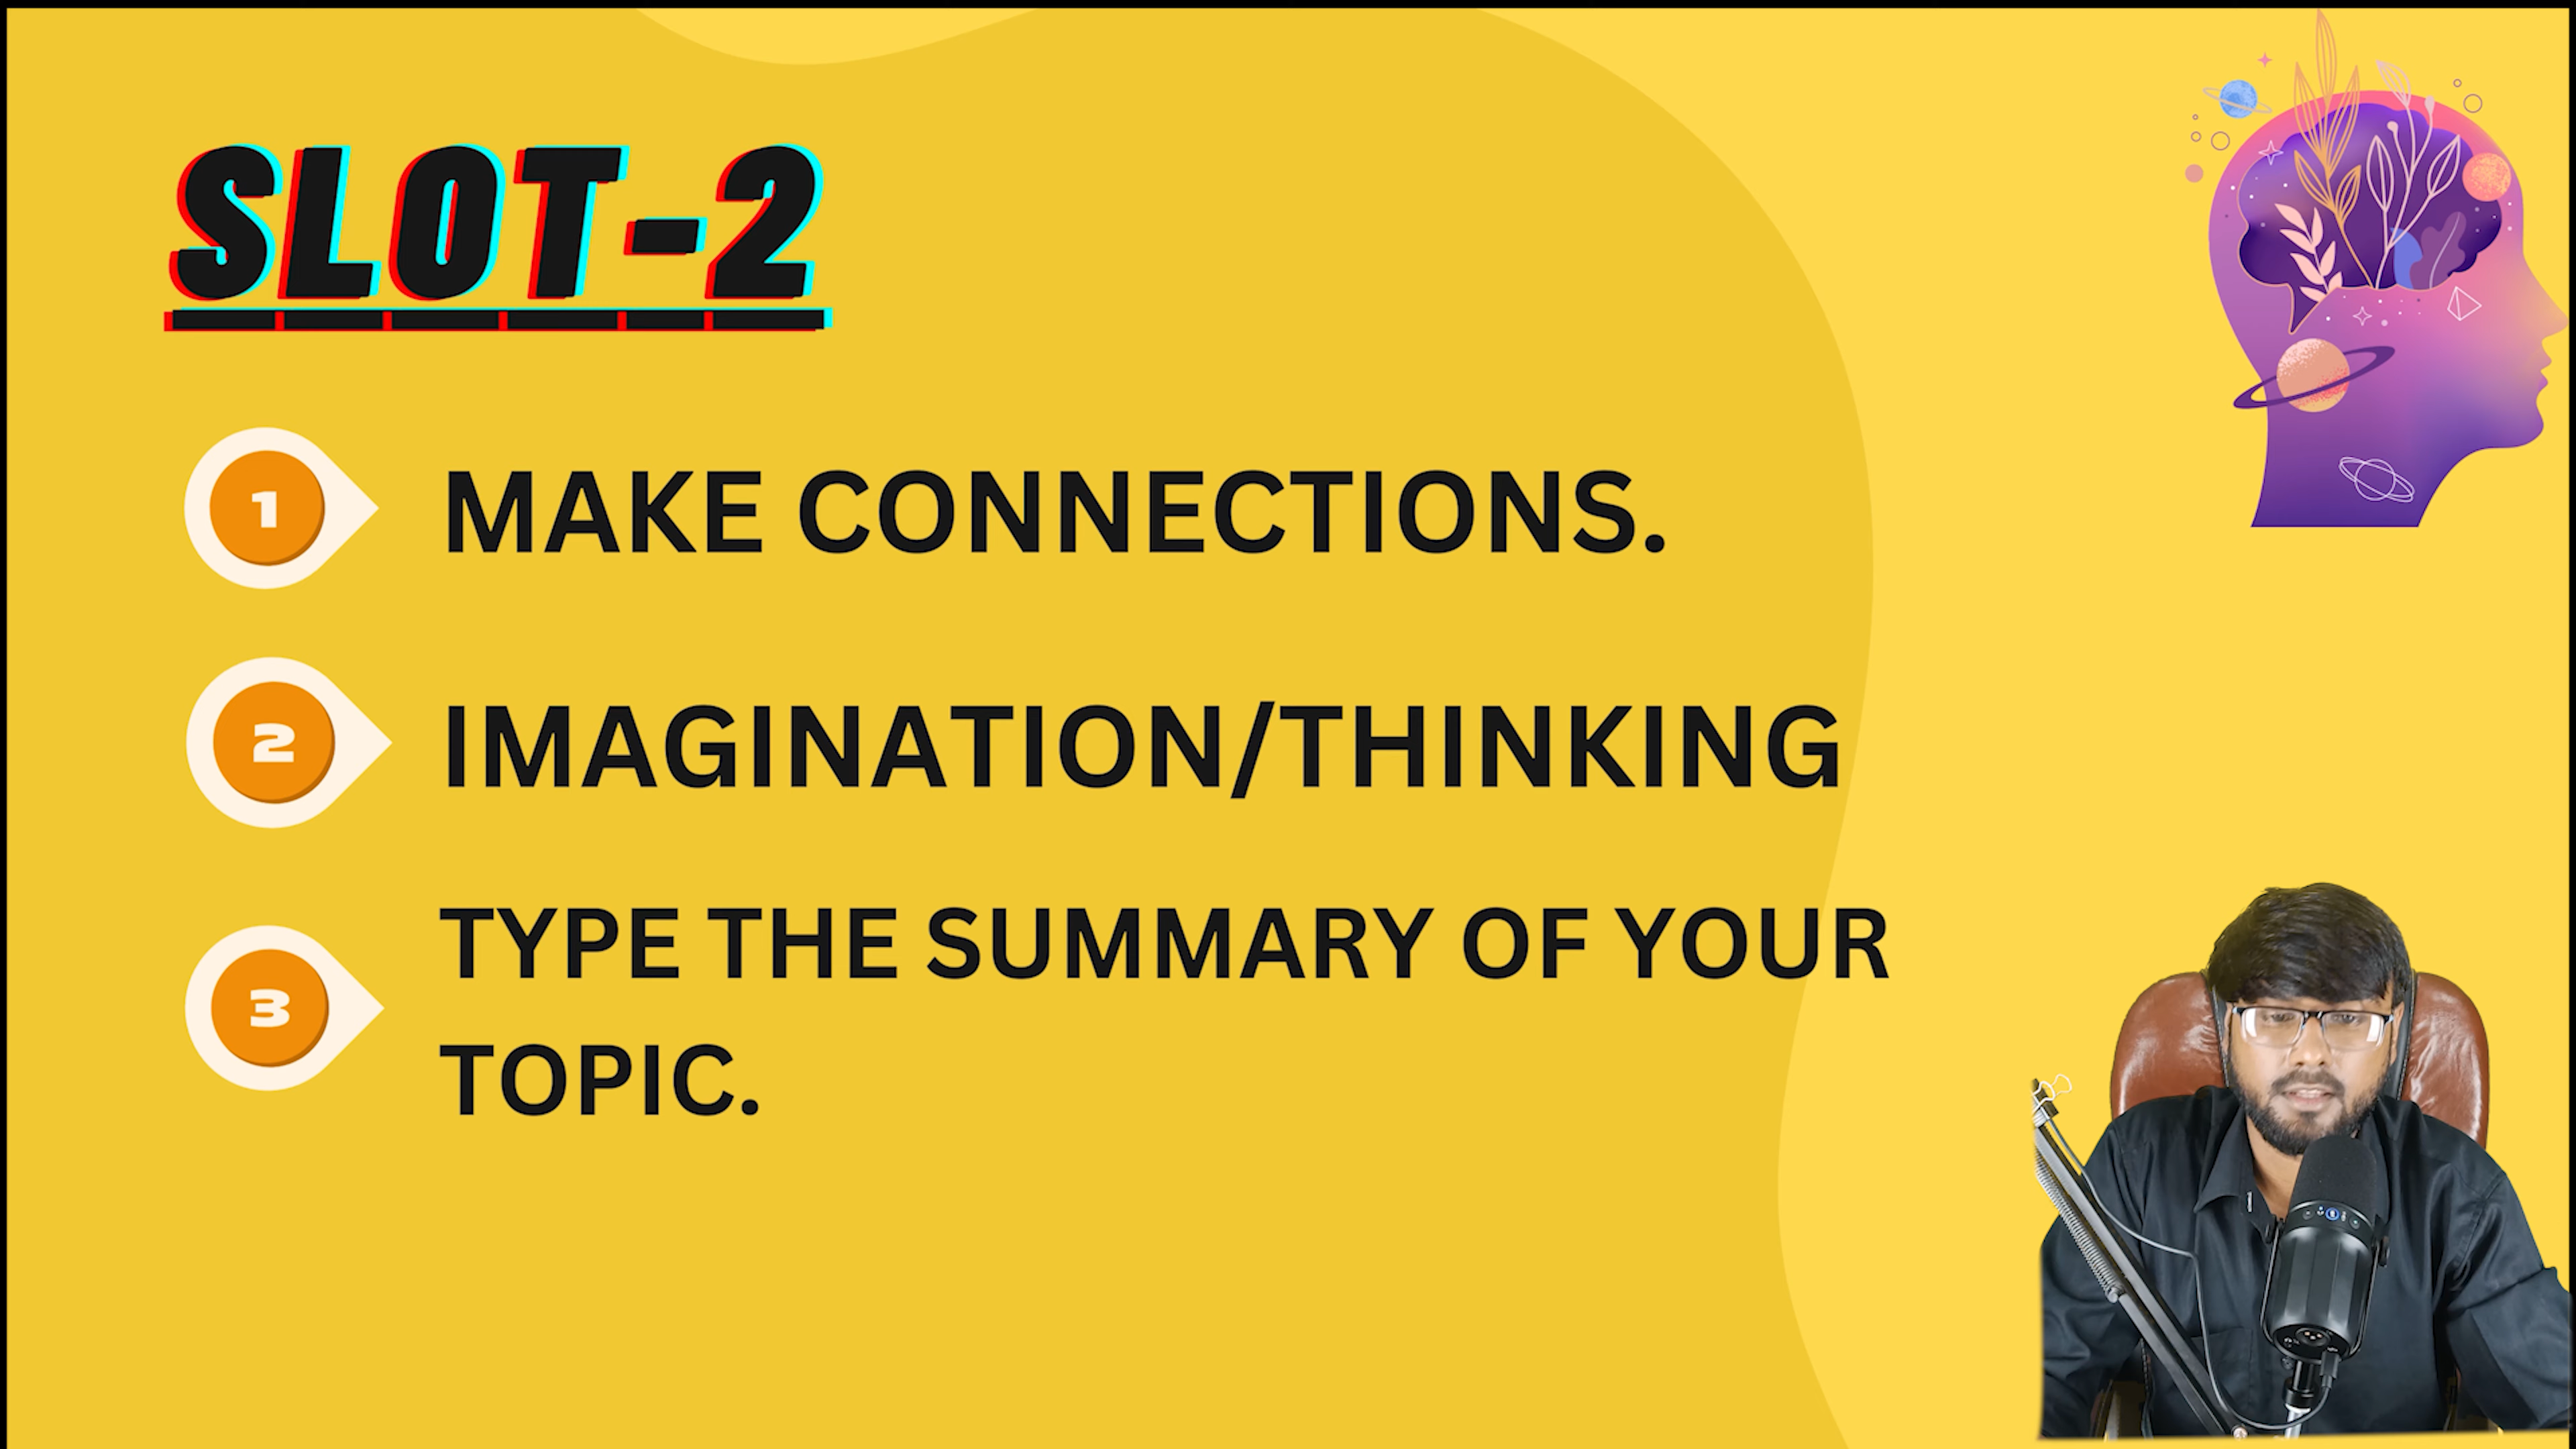 SLOT-2
1 MAKE CONNECTIONS.
2 IMAGINATION/THINKING
3 TYPE THE SUMMARY OF YOUR
TOPIC.